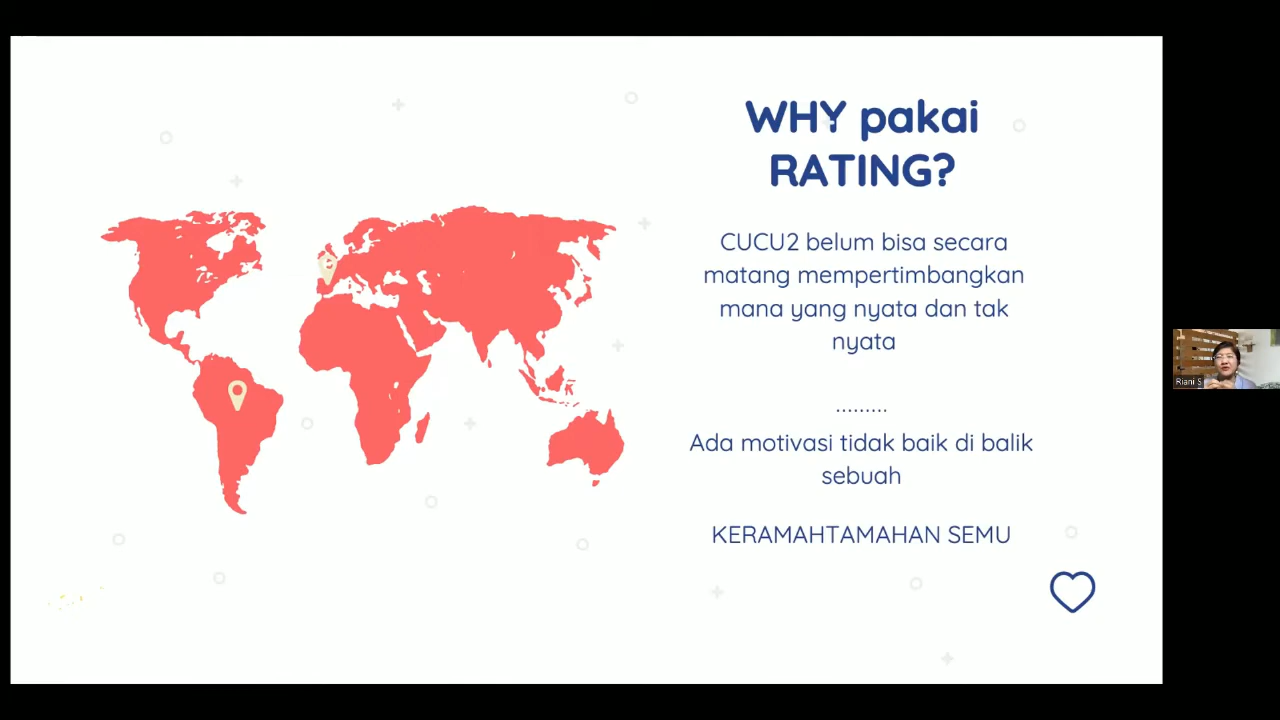 WHY pakai
RATING?
CUCU2 belum bisa secara
matang mempertimbangkan
mana yang nyata dan tak
nyata
.........
Ada motivasi tidak baik di balik
sebuah
KERAMAHTAMAHAN SEMU
Riani S